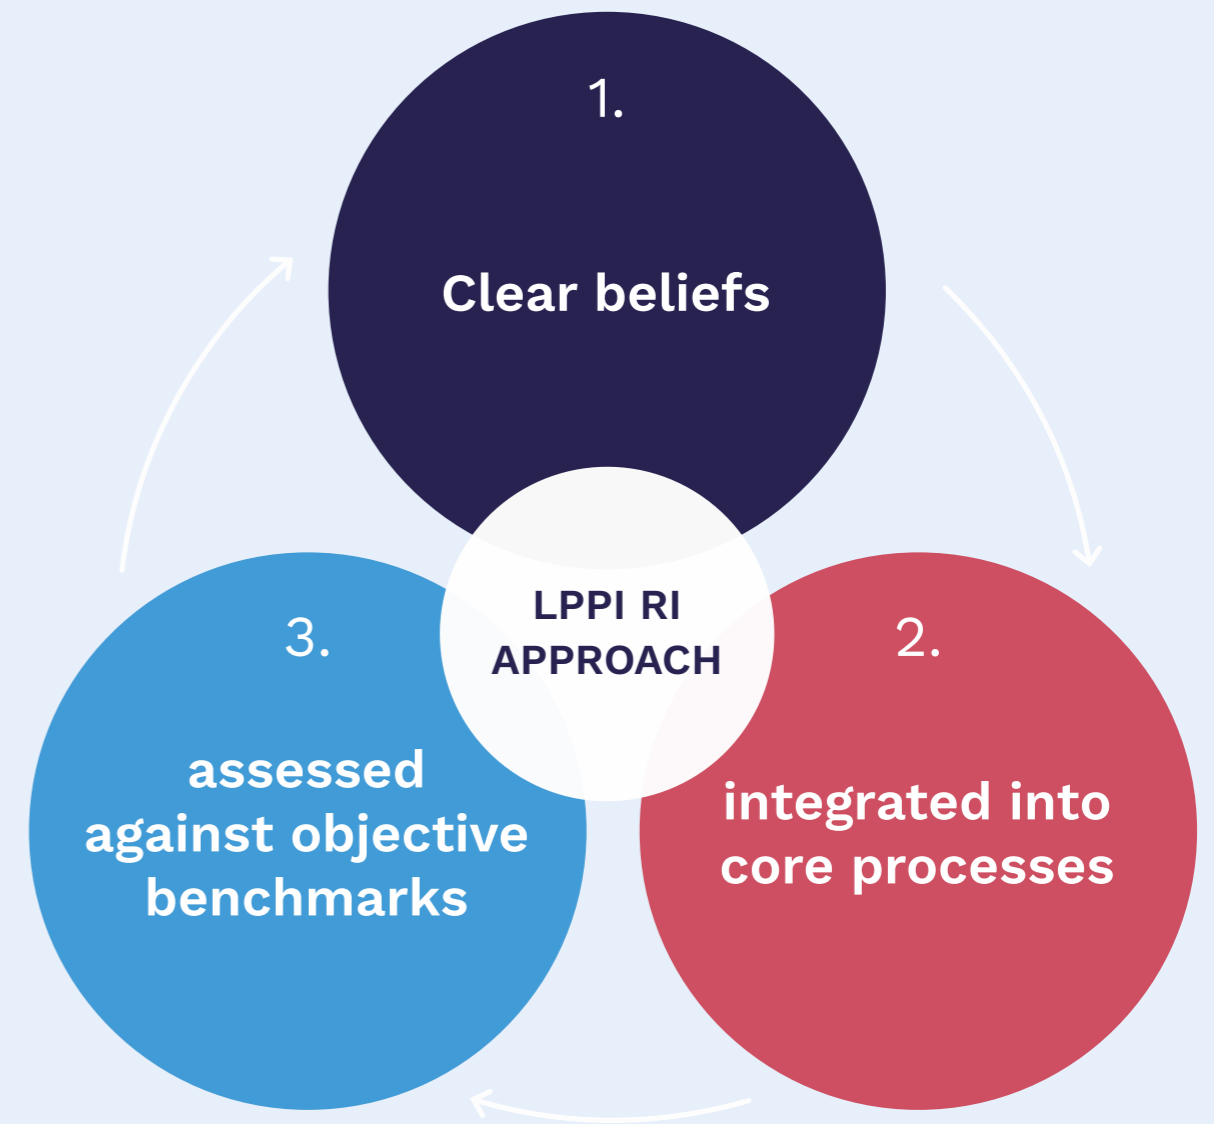 1.
Clear beliefs
LPPI RI
APPROACH
2.
integrated into
core processes
3.
assessed
against objective
benchmarks